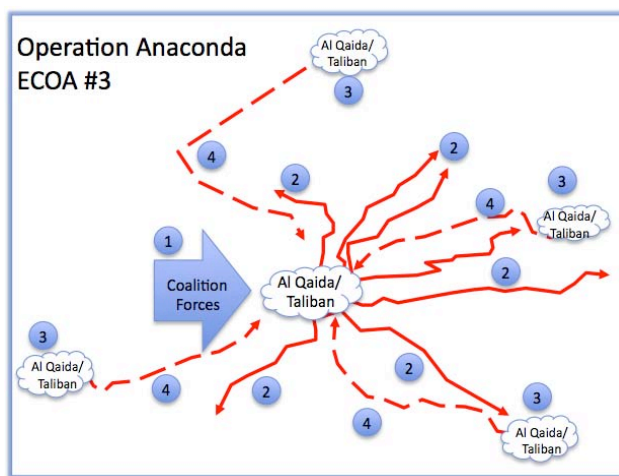 Operation Anaconda
ECOA #3
Al Qaida/
Taliban
3
4
2
2
3
4
Al Qaida/
Taliban
1
Coalition
Forces
Al Qaida/
Taliban
2
3
Al Qaida/
Taliban
4
2
2
4
3
Al Qaida/
Taliban